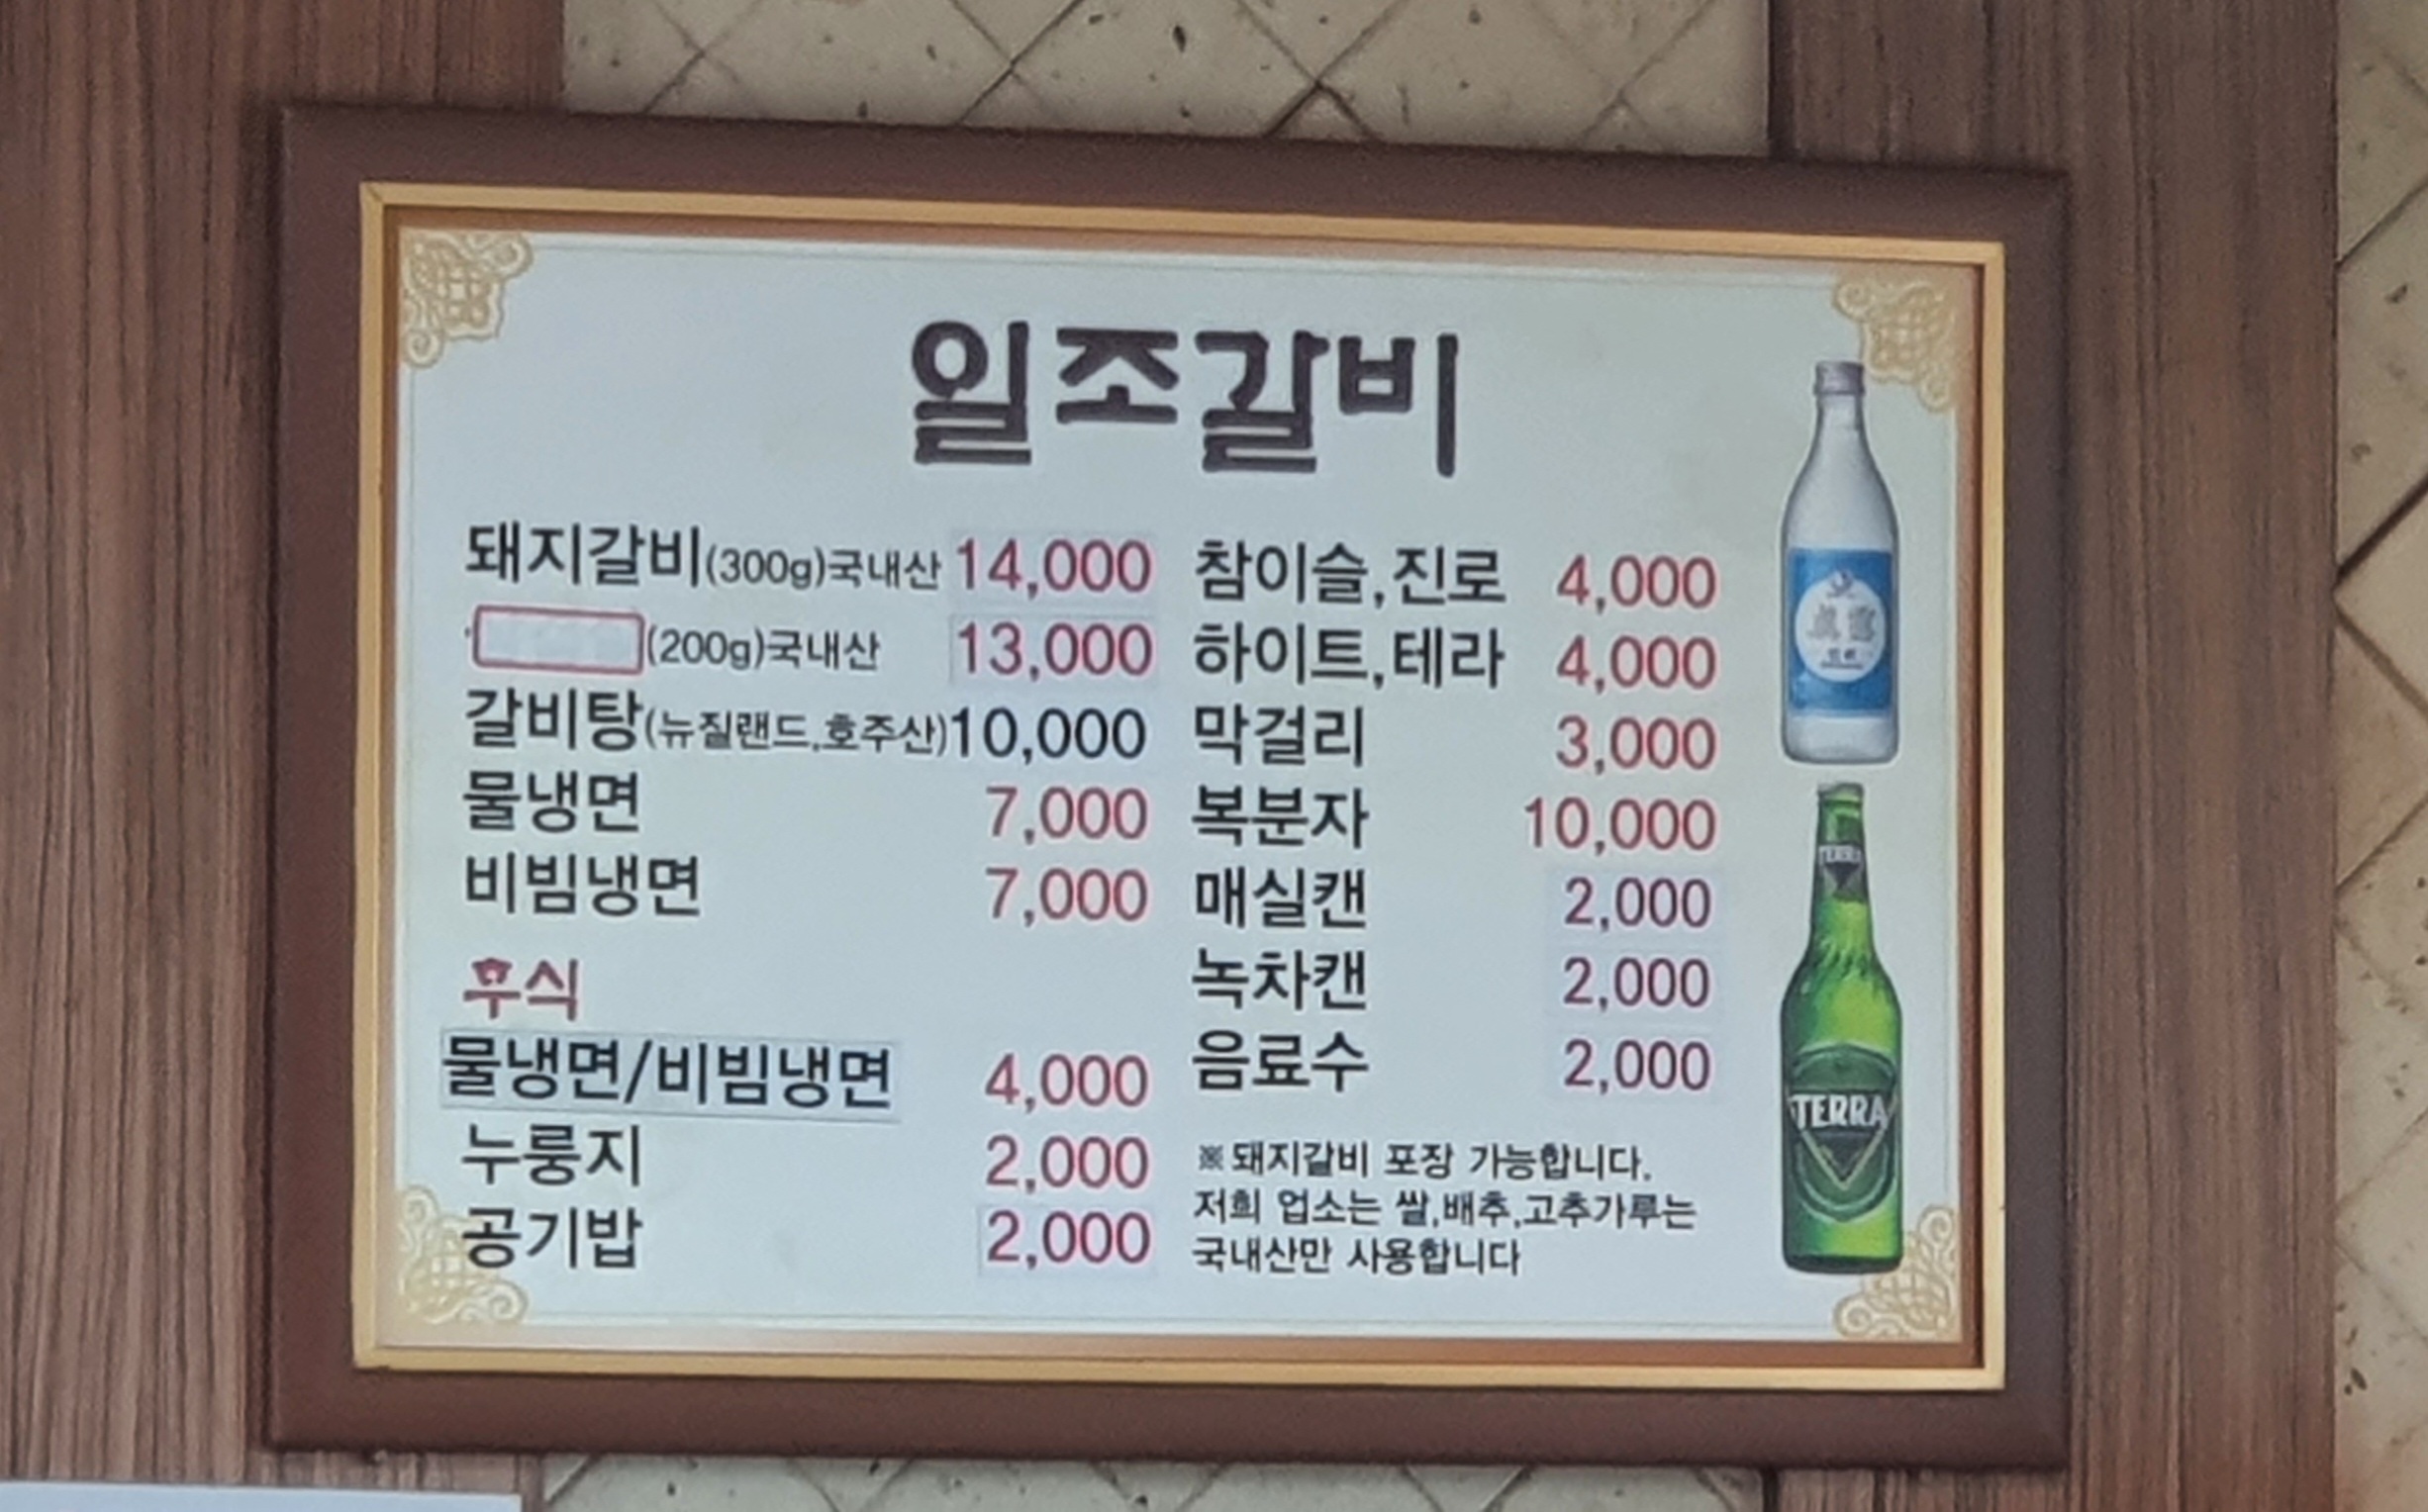 일조갈비
돼지갈비(300g)국내산 14,000
(200g)국내산 13,000
갈비탕(뉴질랜드,호주산)10,000
물냉면 7,000
비빔냉면 7,000
후식
물냉면/비빔냉면 4,000
누룽지 2,000
공기밥 2,000
참이슬,진로 4,000
하이트,테라 4,000
막걸리 3,000
복분자 10,000
매실캔 2,000
녹차캔 2,000
음료수 2,000
※돼지갈비 포장 가능합니다.
저희 업소는 쌀,배추,고추가루는
국내산만 사용합니다
TERRA
TERRA